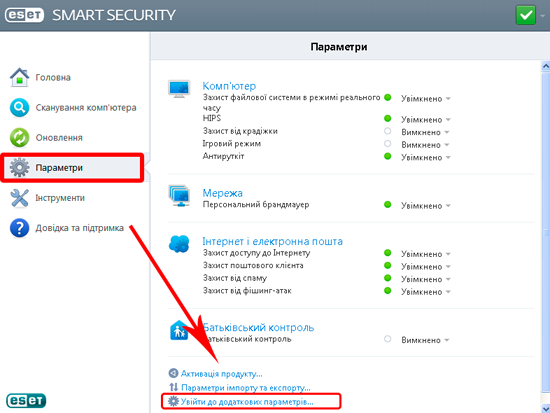 eset SMART SECURITY
Параметри
Головна
Сканування комп'ютера
Оновлення
Параметри
Інструменти
Довідка та підтримка
Комп'ютер
Захист файлової системи в режимі реального часу Увімкнено
HIPS Увімкнено
Захист від крадіжки Вимкнено
Ігровий режим Вимкнено
Антируткіт Увімкнено
Мережа
Персональний брандмауер Увімкнено
Інтернет і електронна пошта
Захист доступу до Інтернету Увімкнено
Захист поштового клієнта Увімкнено
Захист від спаму Увімкнено
Захист від фішинг-атак Увімкнено
Батьківський контроль
Батьківський контроль Вимкнено
Активація продукту...
Параметри імпорту та експорту...
Увійти до додаткових параметрів...
eset